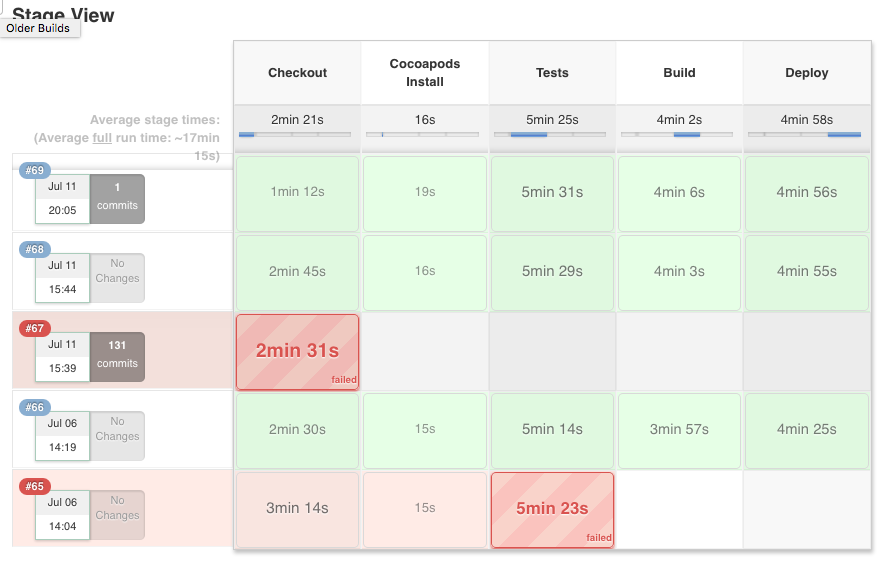 Stage View
Older Builds
Checkout
Cocoapods
Install
Tests
Build
Deploy
Average stage times:
(Average full run time: ~17min
15s)
2min 21s
16s
5min 25s
4min 2s
4min 58s
#69
Jul 11
20:05
1
commits
1min 12s
19s
5min 31s
4min 6s
4min 56s
#68
Jul 11
15:44
No
Changes
2min 45s
16s
5min 29s
4min 3s
4min 55s
#67
Jul 11
15:39
131
commits
2min 31s
failed
#66
Jul 06
14:19
No
Changes
2min 30s
15s
5min 14s
3min 57s
4min 25s
#65
Jul 06
14:04
No
Changes
3min 14s
15s
5min 23s
failed